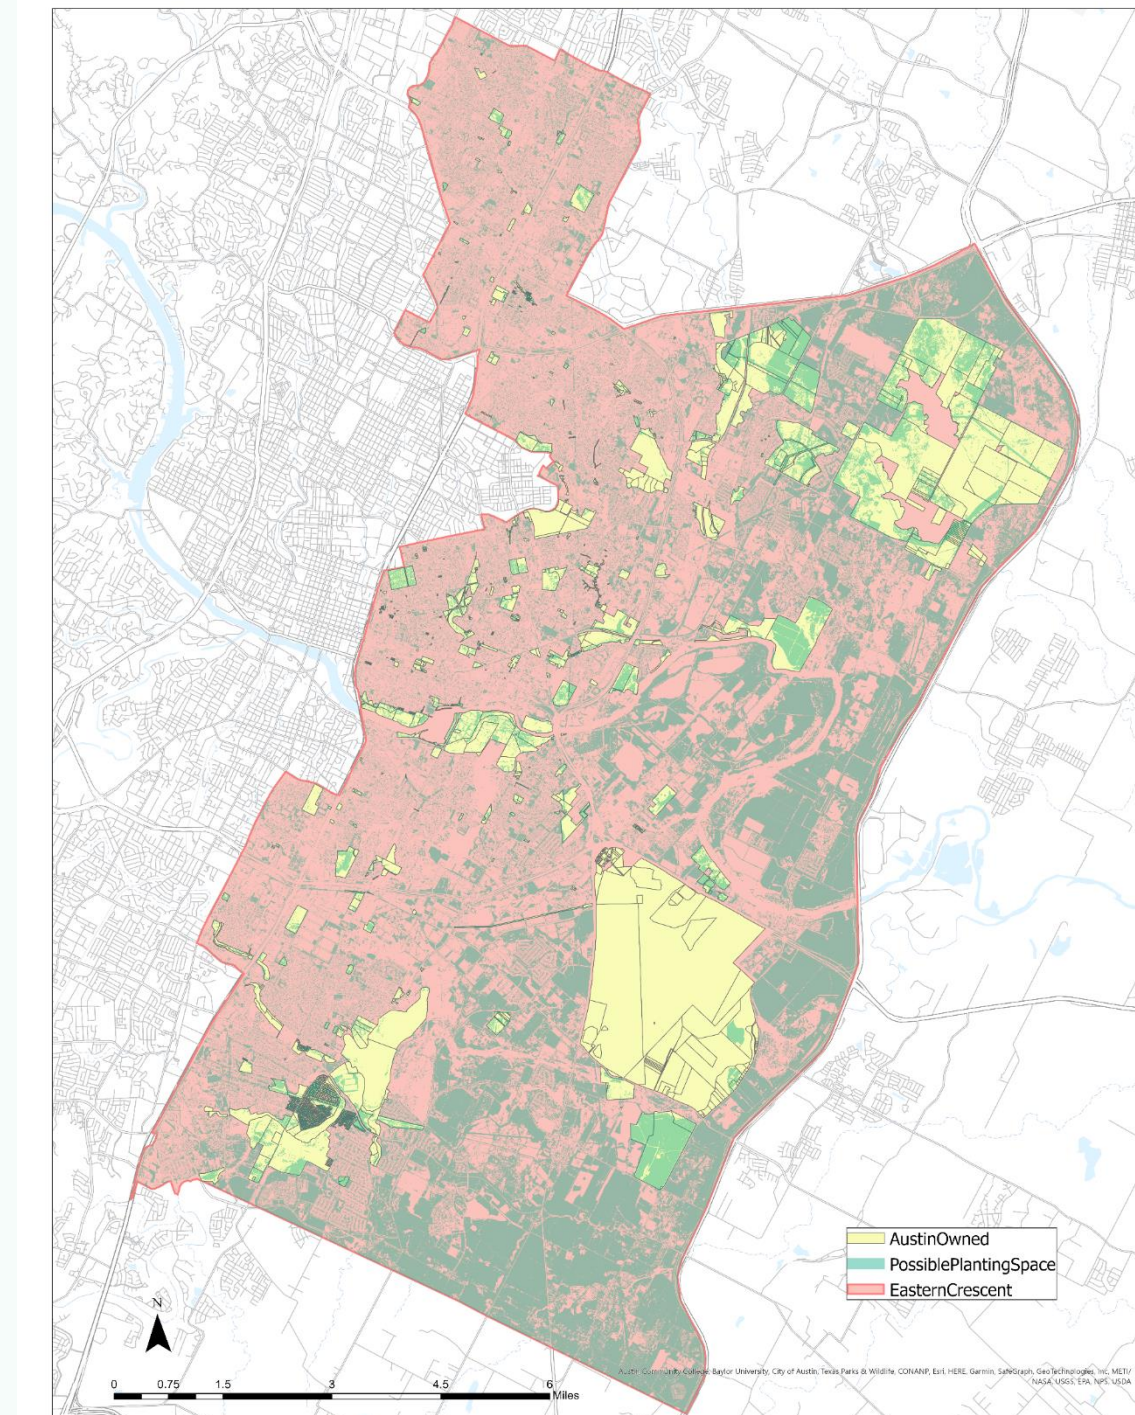 AustinOwned
PossiblePlantingSpace
EasternCrescent
N
0 0.75 1.5 3 4.5 6
Miles
Austin Community College, Baylor University, City of Austin, Texas Parks & Wildlife, CONANP, Esri, HERE, Garmin, SafeGraph, GeoTechnologies, Inc, METI/
NASA, USGS, EPA, NPS, USDA